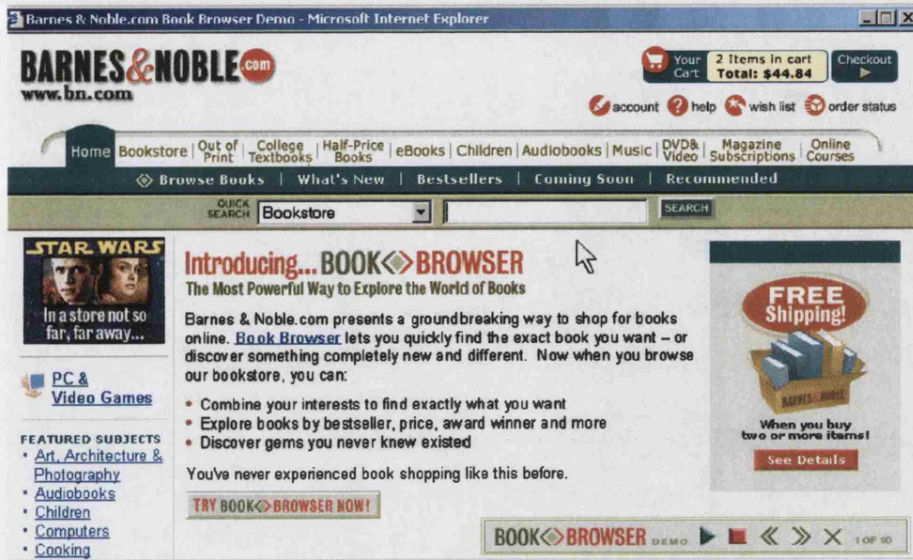 Barnes & Noble.com Book Browser Demo - Microsoft Internet Explorer
BARNES&NOBLE.com
www.bn.com
Your Cart
2 Items in cart
Total: $44.84
Checkout
account
help
wish list
order status
Home
Bookstore
Out of Print
College Textbooks
Half-Price Books
eBooks
Children
Audiobooks
Music
DVD& Video
Magazine Subscriptions
Online Courses
Browse Books | What's New | Bestsellers | Coming Soon | Recommended
QUICK SEARCH
Bookstore
SEARCH
STAR WARS
In a store not so
far, far away...
PC &
Video Games
FEATURED SUBJECTS
• Art, Architecture &
Photography
• Audiobooks
• Children
• Computers
• Cooking
Introducing... BOOK<>BROWSER
The Most Powerful Way to Explore the World of Books
Barnes & Noble.com presents a groundbreaking way to shop for books
online. Book Browser lets you quickly find the exact book you want – or
discover something completely new and different. Now when you browse
our bookstore, you can:
• Combine your interests to find exactly what you want
• Explore books by bestseller, price, award winner and more
• Discover gems you never knew existed
You've never experienced book shopping like this before.
TRY BOOK<>BROWSER NOW!
FREE
Shipping!
BARNES&NOBLE
When you buy
two or more items!
See Details
BOOK<>BROWSER DEMO
1 OF 10